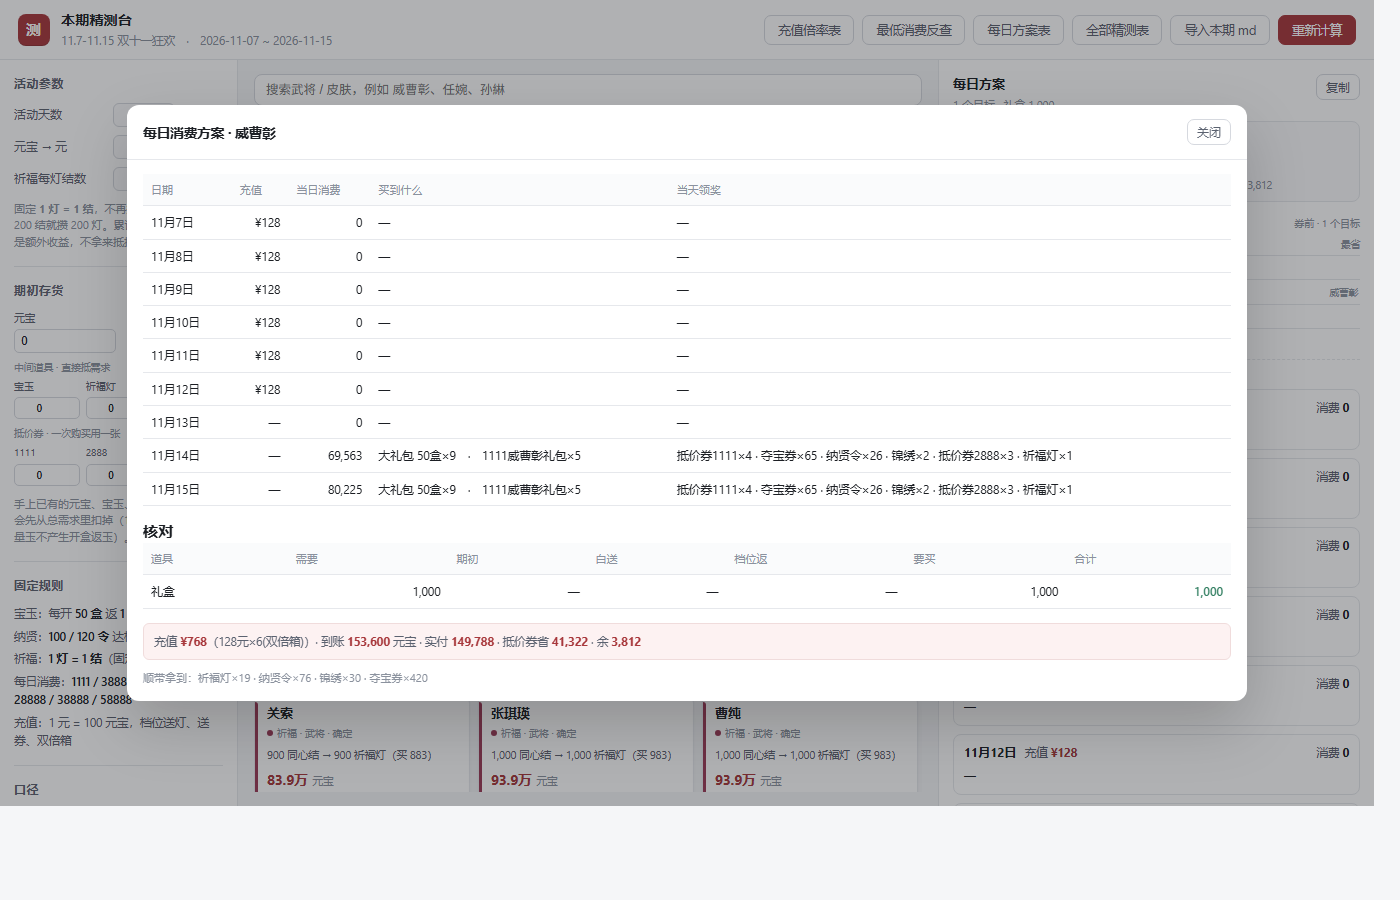 测
本期精测台
11.7-11.15 双十一狂欢 · 2026-11-07 ~ 2026-11-15
充值倍率表
最低消费反查
每日方案表
全部精测表
导入本期 md
重新计算
活动参数
活动天数
元宝 → 元
祈福每灯结数
固定 1 灯 = 1 结，不再
200 结就攒 200 灯。累
是额外收益，不拿来抵
期初存货
元宝
0
中间道具 · 直接抵需求
宝玉 祈福灯
0 0
抵价券 · 一次购买用一张
1111 2888
0 0
手上已有的元宝、宝玉、
会先从总需求里扣掉（
量玉不产生开盒返玉）。
固定规则
宝玉：每开 50 盒 返 1
纳贤：100 / 120 令 达
祈福：1 灯 = 1 结（固
每日消费：1111 / 3888
28888 / 38888 / 58888
充值：1 元 = 100 元宝，档位送灯、送
券、双倍箱
口径
搜索武将 / 皮肤，例如 威曹彰、任婉、孙綝
每日方案
复制
1 个目标 · 礼盒 1,000
3,812
券前 · 1 个目标
最省
威曹彰
消费 0
消费 0
消费 0
消费 0
消费 0
—
11月12日 充值 ¥128 消费 0
—
每日消费方案 · 威曹彰
关闭
日期 充值 当日消费 买到什么 当天领奖
11月7日 ¥128 0 — —
11月8日 ¥128 0 — —
11月9日 ¥128 0 — —
11月10日 ¥128 0 — —
11月11日 ¥128 0 — —
11月12日 ¥128 0 — —
11月13日 — 0 — —
11月14日 — 69,563 大礼包 50盒×9 · 1111威曹彰礼包×5 抵价券1111×4 · 夺宝券×65 · 纳贤令×26 · 锦绣×2 · 抵价券2888×3 · 祈福灯×1
11月15日 — 80,225 大礼包 50盒×9 · 1111威曹彰礼包×5 抵价券1111×4 · 夺宝券×65 · 纳贤令×26 · 锦绣×2 · 抵价券2888×3 · 祈福灯×1
核对
道具 需要 期初 白送 档位返 要买 合计
礼盒 1,000 — — — 1,000 1,000
充值 ¥768（128元×6(双倍箱)） · 到账 153,600 元宝 · 实付 149,788 · 抵价券省 41,322 · 余 3,812
顺带拿到：祈福灯×19 · 纳贤令×76 · 锦绣×30 · 夺宝券×420
关索
祈福 · 武将 · 确定
900 同心结 → 900 祈福灯（买 883）
83.9万 元宝
张琪瑛
祈福 · 武将 · 确定
1,000 同心结 → 1,000 祈福灯（买 983）
93.9万 元宝
曹纯
祈福 · 武将 · 确定
1,000 同心结 → 1,000 祈福灯（买 983）
93.9万 元宝